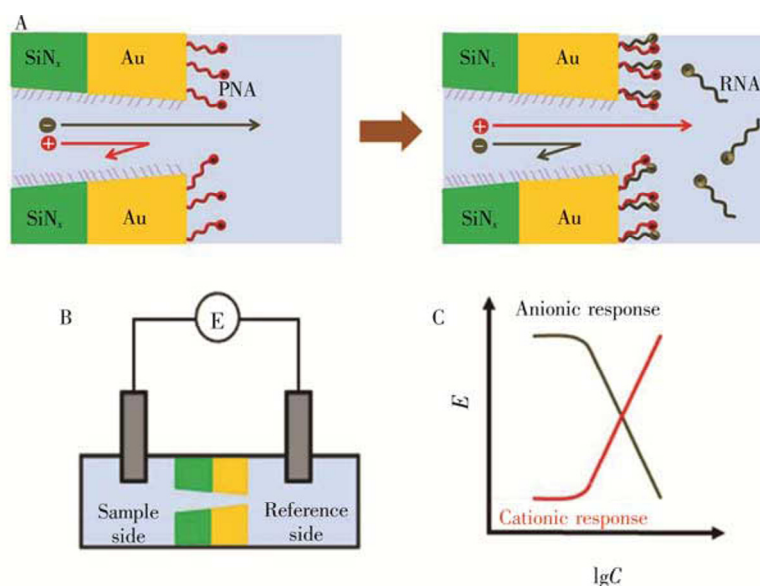 A
SiNₓ
Au
PNA
−
+
SiNₓ
Au
SiNₓ
Au
RNA
+
−
SiNₓ
Au
B
E
Sample
side
Reference
side
C
Anionic response
E
Cationic response
lgC